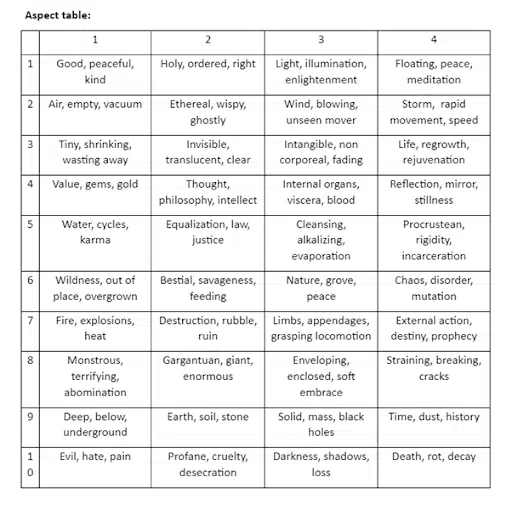 Aspect table:
1 2 3 4
1 Good, peaceful, kind Holy, ordered, right Light, illumination, enlightenment Floating, peace, meditation
2 Air, empty, vacuum Ethereal, wispy, ghostly Wind, blowing, unseen mover Storm, rapid movement, speed
3 Tiny, shrinking, wasting away Invisible, translucent, clear Intangible, non corporeal, fading Life, regrowth, rejuvenation
4 Value, gems, gold Thought, philosophy, intellect Internal organs, viscera, blood Reflection, mirror, stillness
5 Water, cycles, karma Equalization, law, justice Cleansing, alkalizing, evaporation Procrustean, rigidity, incarceration
6 Wildness, out of place, overgrown Bestial, savageness, feeding Nature, grove, peace Chaos, disorder, mutation
7 Fire, explosions, heat Destruction, rubble, ruin Limbs, appendages, grasping locomotion External action, destiny, prophecy
8 Monstrous, terrifying, abomination Gargantuan, giant, enormous Enveloping, enclosed, soft embrace Straining, breaking, cracks
9 Deep, below, underground Earth, soil, stone Solid, mass, black holes Time, dust, history
10 Evil, hate, pain Profane, cruelty, desecration Darkness, shadows, loss Death, rot, decay